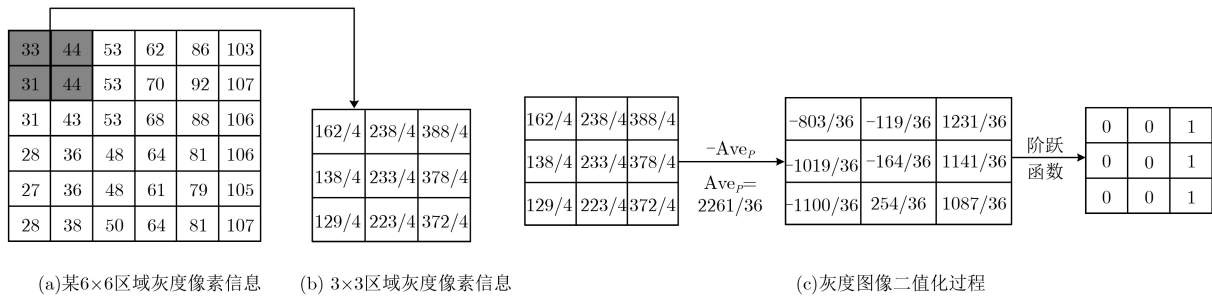 33 44 53 62 86 103
31 44 53 70 92 107
31 43 53 68 88 106
28 36 48 64 81 106
27 36 48 61 79 105
28 38 50 64 81 107
(a)某6×6区域灰度像素信息
162/4 238/4 388/4
138/4 233/4 378/4
129/4 223/4 372/4
(b) 3×3区域灰度像素信息
162/4 238/4 388/4
138/4 233/4 378/4
129/4 223/4 372/4
−Ave_P
Ave_P=
2261/36
−803/36 −119/36 1231/36
−1019/36 −164/36 1141/36
−1100/36 254/36 1087/36
阶跃
函数
0 0 1
0 0 1
0 0 1
(c)灰度图像二值化过程